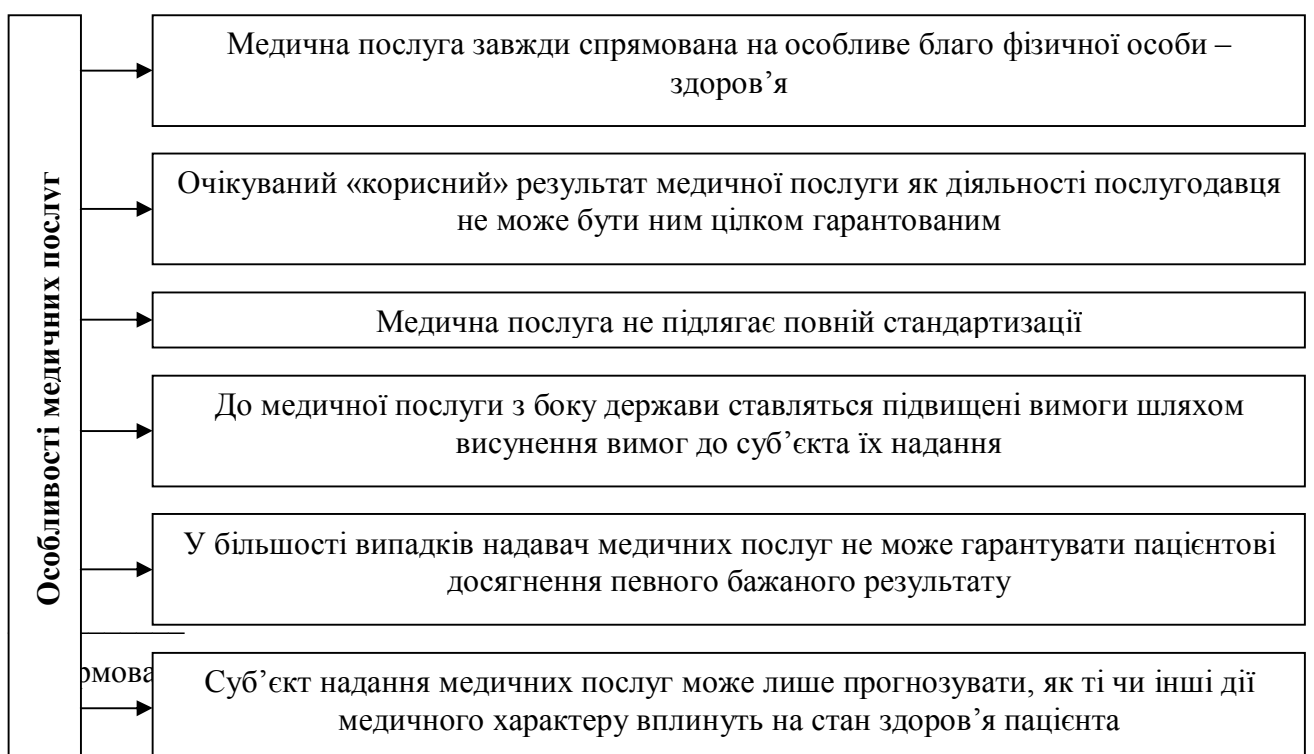 Особливості медичних послуг
Медична послуга завжди спрямована на особливе благо фізичної особи –
здоров’я
Очікуваний «корисний» результат медичної послуги як діяльності послугодавця
не може бути ним цілком гарантованим
Медична послуга не підлягає повній стандартизації
До медичної послуги з боку держави ставляться підвищені вимоги шляхом
висунення вимог до суб’єкта їх надання
У більшості випадків надавач медичних послуг не може гарантувати пацієнтові
досягнення певного бажаного результату
Суб’єкт надання медичних послуг може лише прогнозувати, як ті чи інші дії
медичного характеру вплинуть на стан здоров’я пацієнта